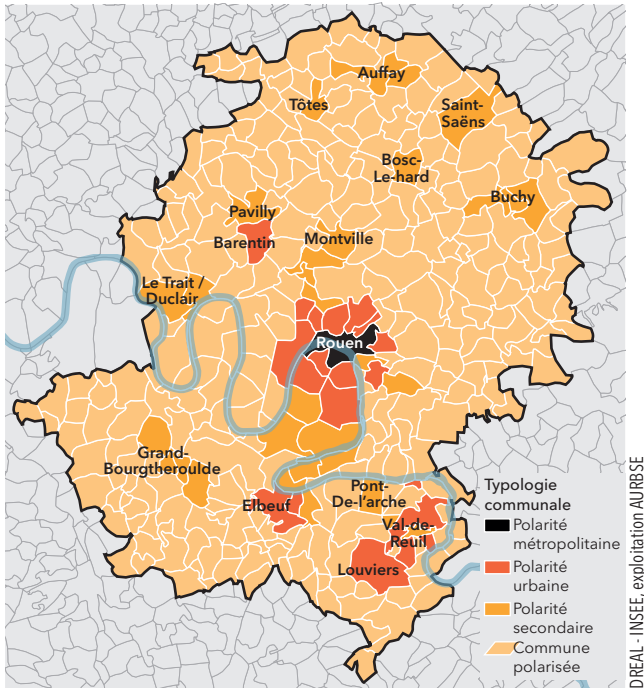 Auffay
Tôtes
Saint-
Saëns
Bosc-
Le-hard
Buchy
Pavilly
Barentin
Montville
Le Trait /
Duclair
Rouen
Grand-
Bourgtheroulde
Elbeuf
Pont-
De-l'arche
Val-de-
Reuil
Louviers
Typologie
communale
Polarité
métropolitaine
Polarité
urbaine
Polarité
secondaire
Commune
polarisée
DREAL - INSEE, exploitation AURBSE